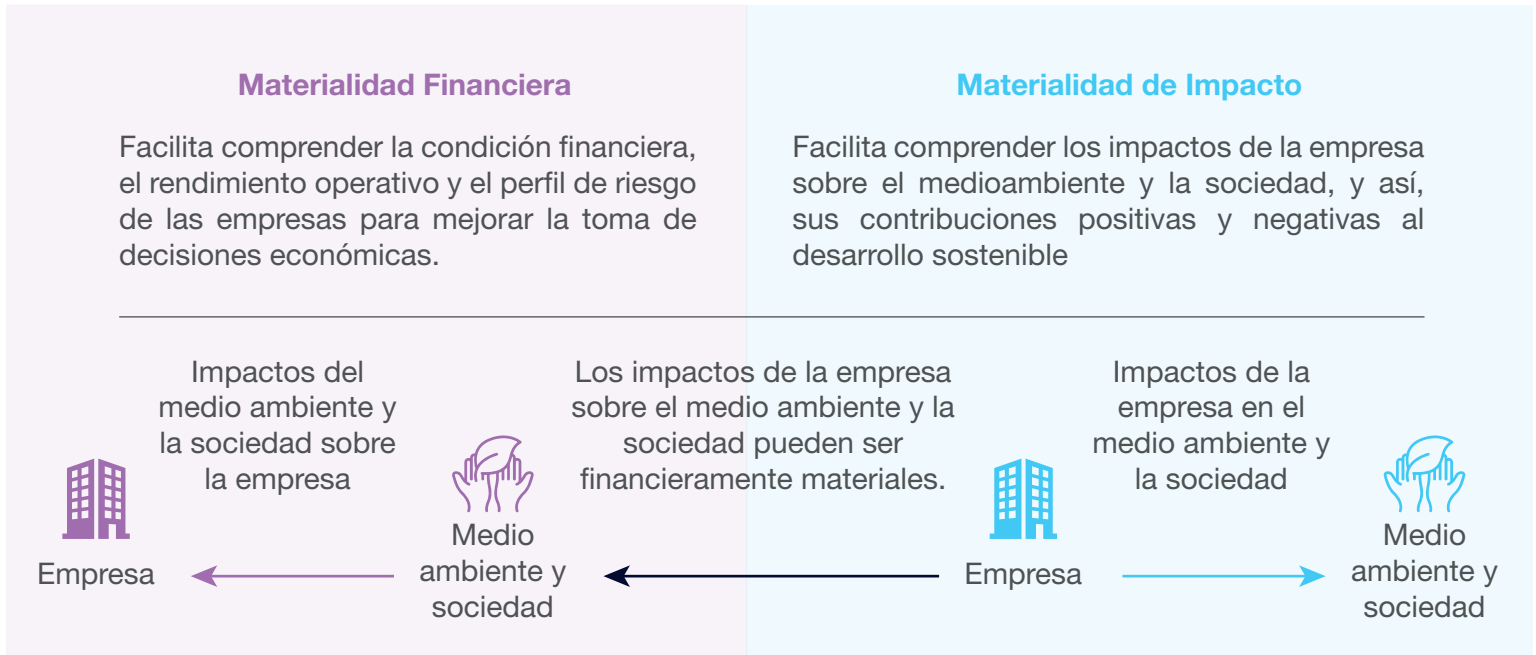 Materialidad Financiera
Facilita comprender la condición financiera,
el rendimiento operativo y el perfil de riesgo
de las empresas para mejorar la toma de
decisiones económicas.
Materialidad de Impacto
Facilita comprender los impactos de la empresa
sobre el medioambiente y la sociedad, y así,
sus contribuciones positivas y negativas al
desarrollo sostenible
Impactos del
medio ambiente y
la sociedad sobre
la empresa
Los impactos de la empresa
sobre el medio ambiente y la
sociedad pueden ser
financieramente materiales.
Impactos de la
empresa en el
medio ambiente y
la sociedad
Empresa
Medio
ambiente y
sociedad
Empresa
Medio
ambiente y
sociedad